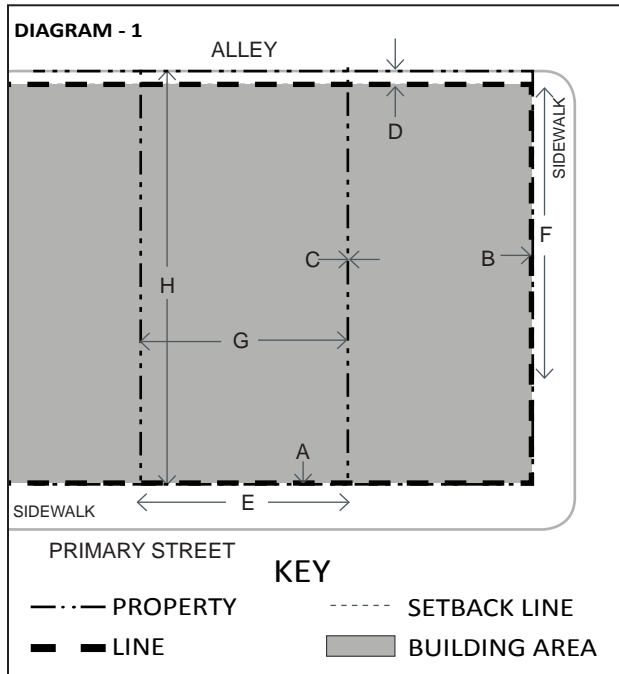 DIAGRAM - 1
ALLEY
D
SIDEWALK
F
C
B
H
G
A
E
SIDEWALK
PRIMARY STREET
KEY
PROPERTY
SETBACK LINE
LINE
BUILDING AREA